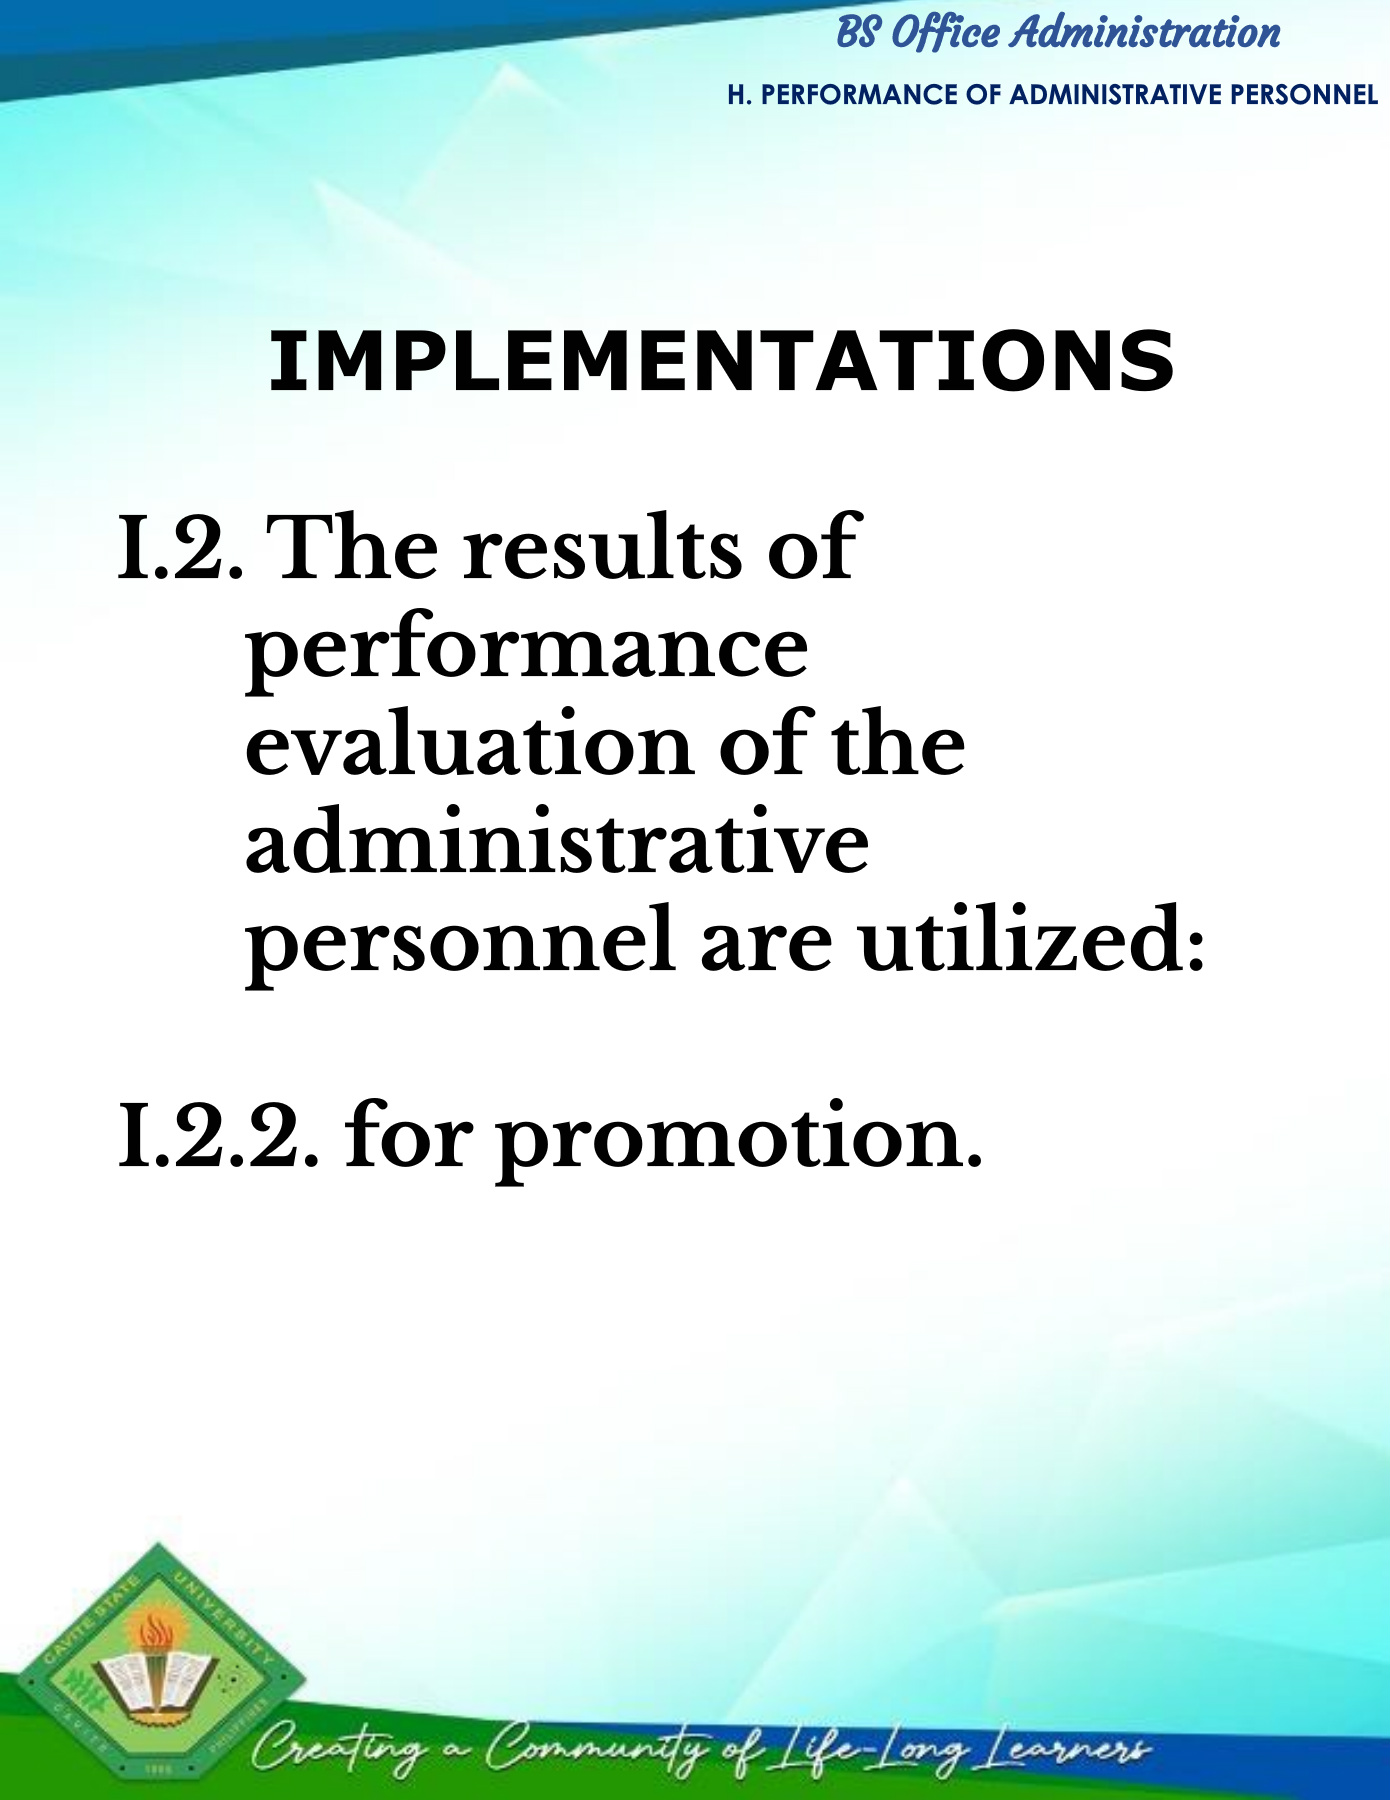 BS Office Administration
H. PERFORMANCE OF ADMINISTRATIVE PERSONNEL
IMPLEMENTATIONS
I.2. The results of
performance
evaluation of the
administrative
personnel are utilized:
I.2.2. for promotion.
CAVITE STATE UNIVERSITY
CAVITE
PHILIPPINES
1906
Creating a Community of Life-Long Learners